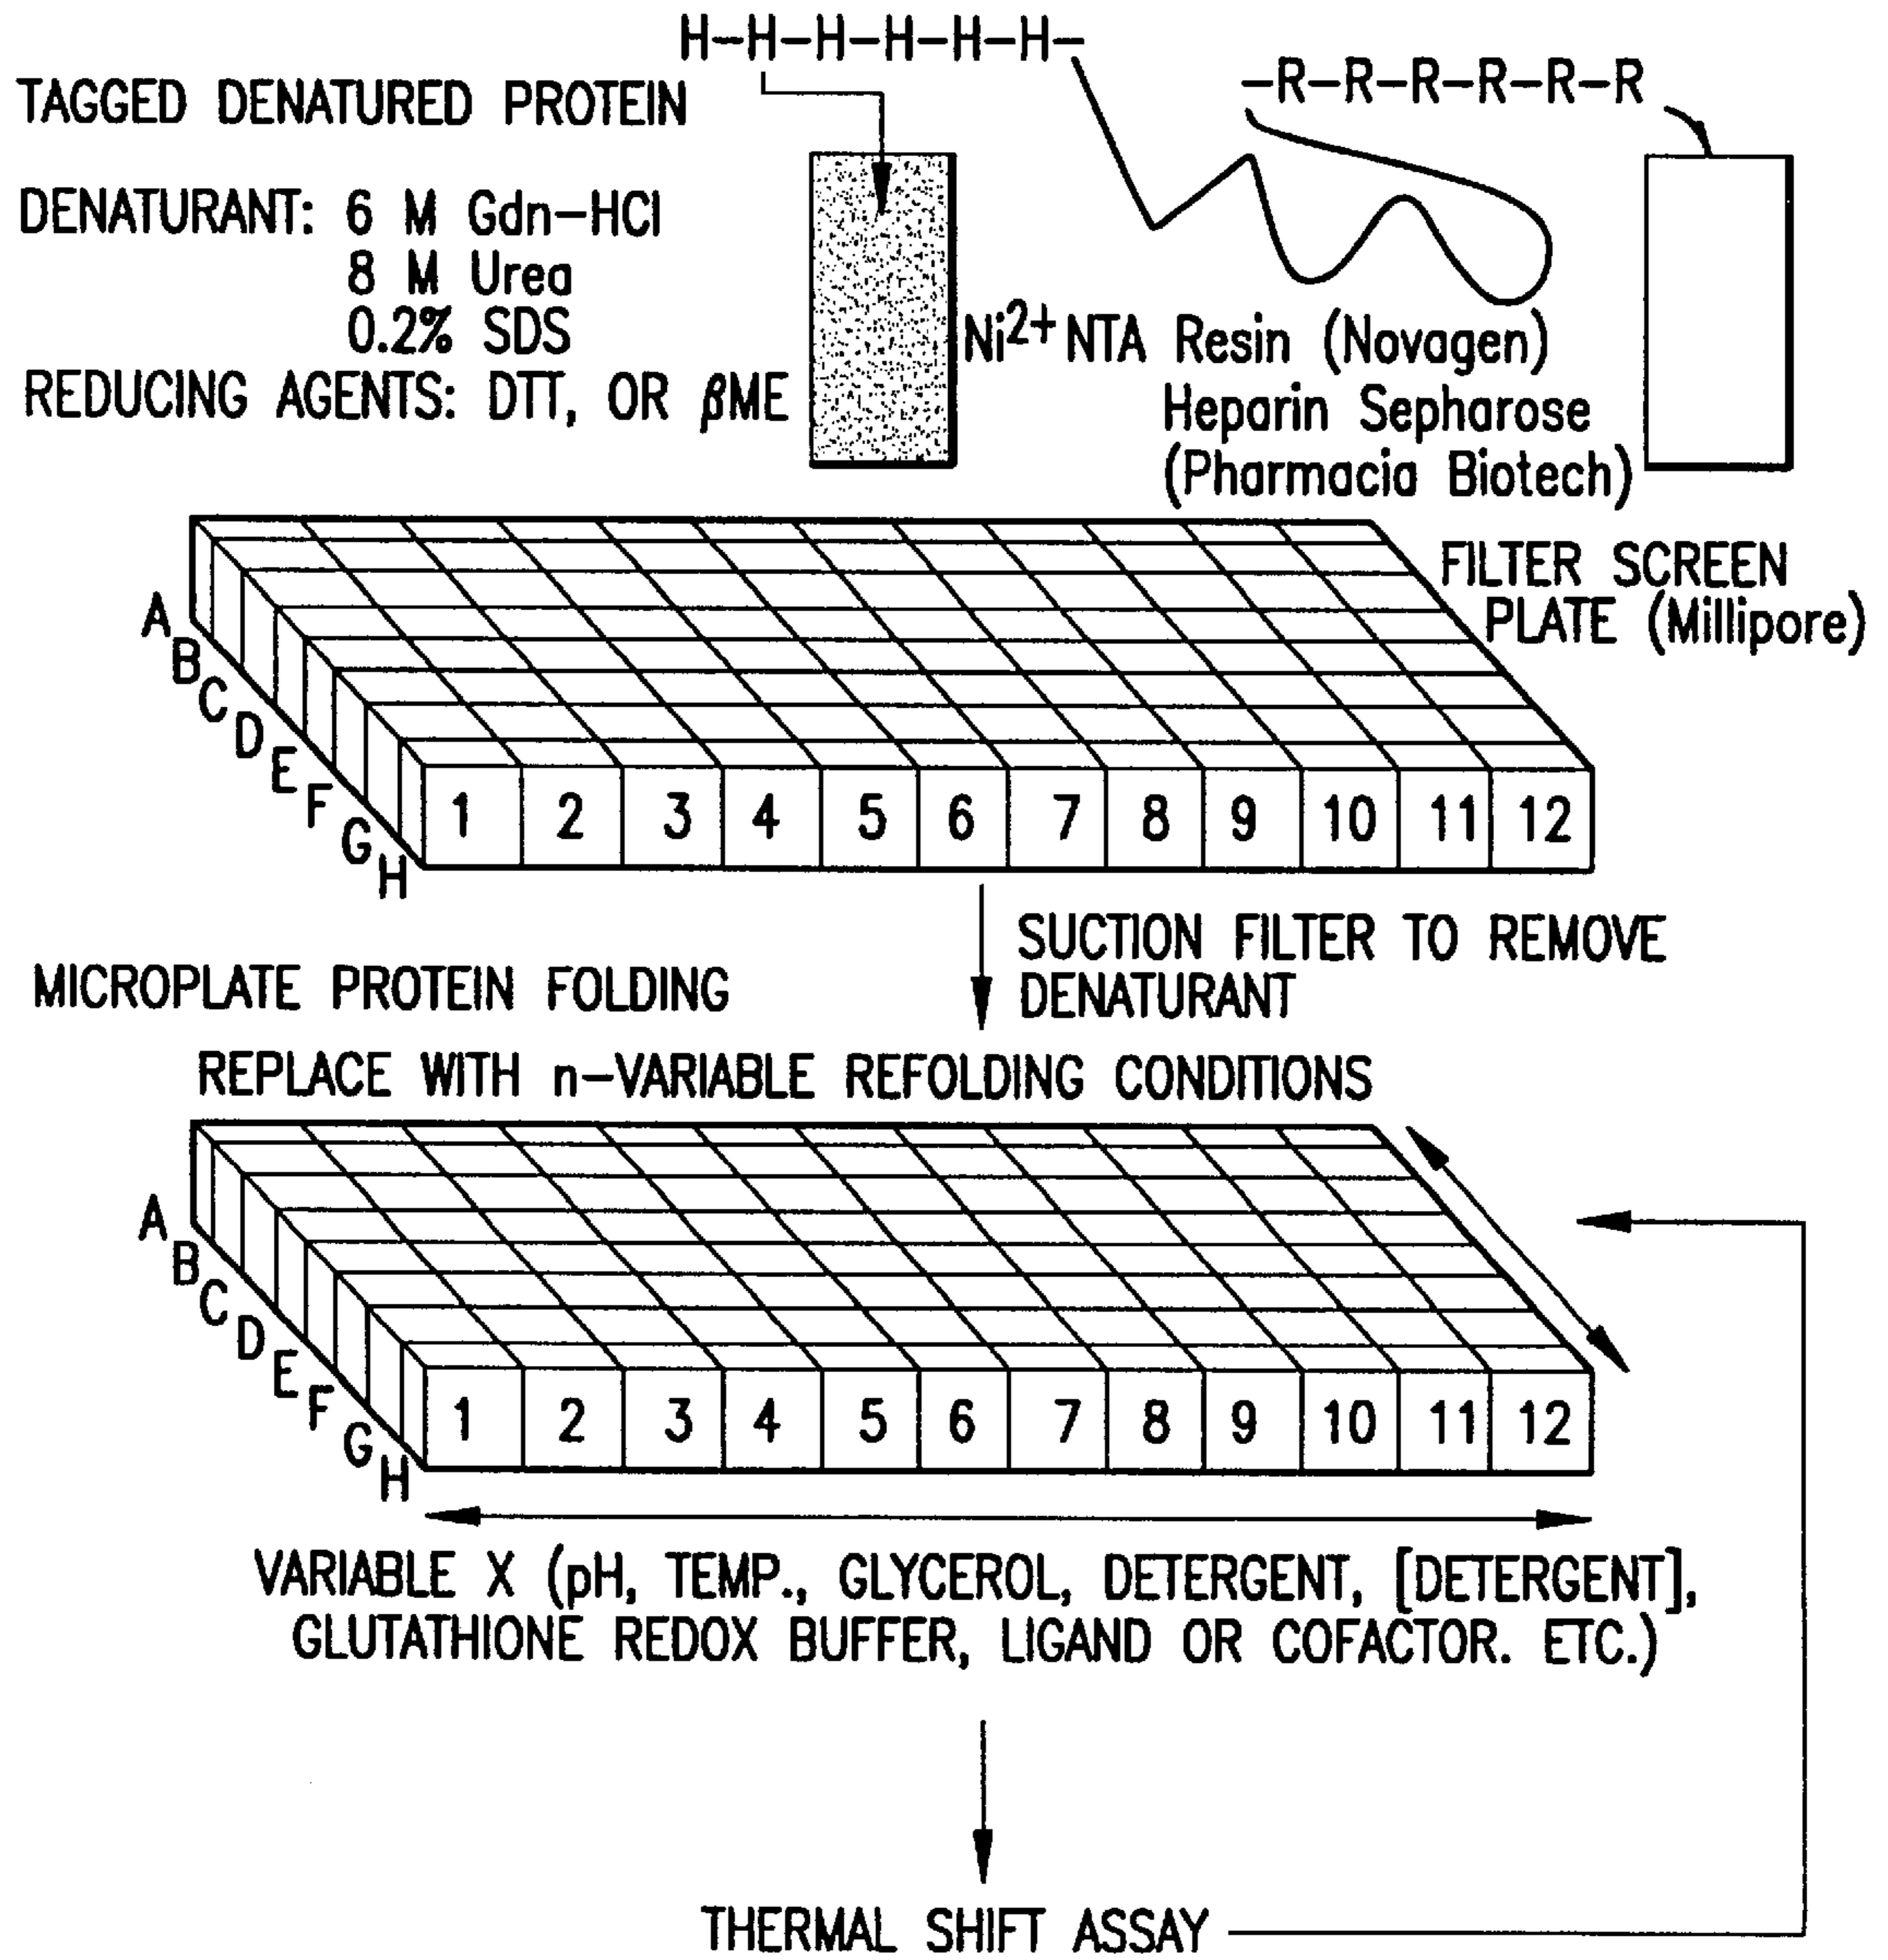 H-H-H-H-H-H-
-R-R-R-R-R-R
TAGGED DENATURED PROTEIN
DENATURANT: 6 M Gdn-HCl
8 M Urea
0.2% SDS
REDUCING AGENTS: DTT, OR βME
Ni2+ NTA Resin (Novagen)
Heparin Sepharose
(Pharmacia Biotech)
FILTER SCREEN
PLATE (Millipore)
A
B
C
D
E
F
G
H
1 2 3 4 5 6 7 8 9 10 11 12
SUCTION FILTER TO REMOVE
DENATURANT
MICROPLATE PROTEIN FOLDING
REPLACE WITH n-VARIABLE REFOLDING CONDITIONS
A
B
C
D
E
F
G
H
1 2 3 4 5 6 7 8 9 10 11 12
VARIABLE X (pH, TEMP., GLYCEROL, DETERGENT, [DETERGENT],
GLUTATHIONE REDOX BUFFER, LIGAND OR COFACTOR. ETC.)
THERMAL SHIFT ASSAY